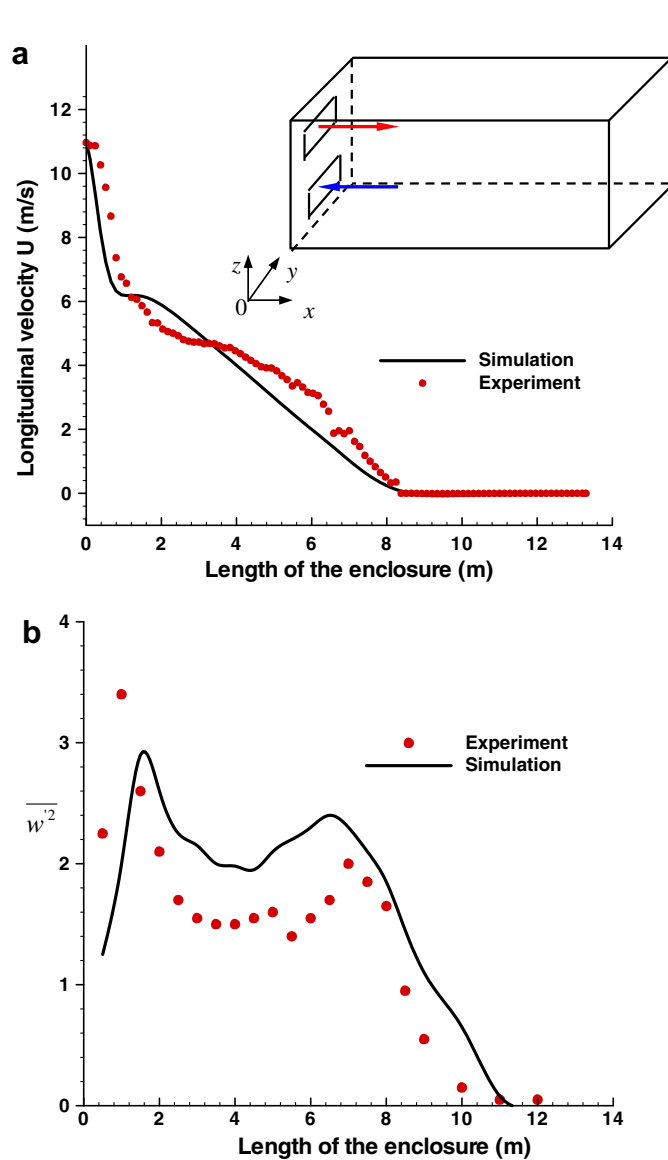 a
Longitudinal velocity U (m/s)
12
10
8
6
4
2
0
z
y
0
x
Simulation
Experiment
0 2 4 6 8 10 12 14
Length of the enclosure (m)
b
4
3
2
1
0
w'2
Experiment
Simulation
0 2 4 6 8 10 12 14
Length of the enclosure (m)